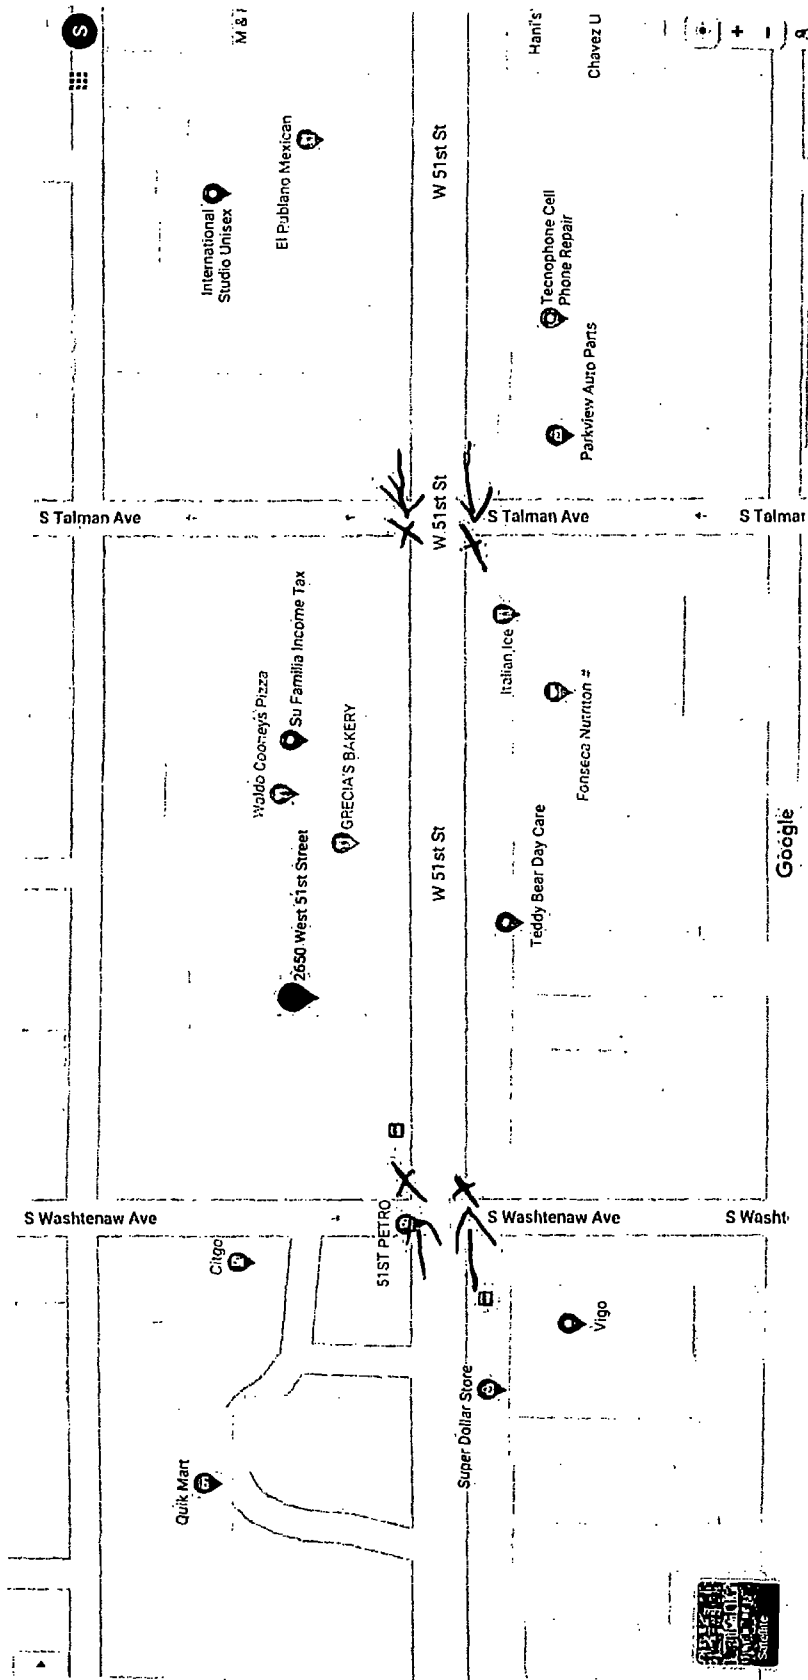 S
M & I
International
Studio Unisex
El Publano Mexican
W 51st St
Hani's
Chavez U
Tecnophone Cell
Phone Repair
Parkview Auto Parts
S Talman Ave
W 51st St
S Talman Ave
S Talmar
Su Familia Income Tax
Waldo Cooney's Pizza
GRECIA'S BAKERY
2650 West 51st Street
W 51st St
Italian Ice
Fonseca Nutrition #
Teddy Bear Day Care
Google
S Washtenaw Ave
51ST PETRO
S Washtenaw Ave
S Washt
Citgo
Quik Mart
Super Dollar Store
Vigo
Satellite